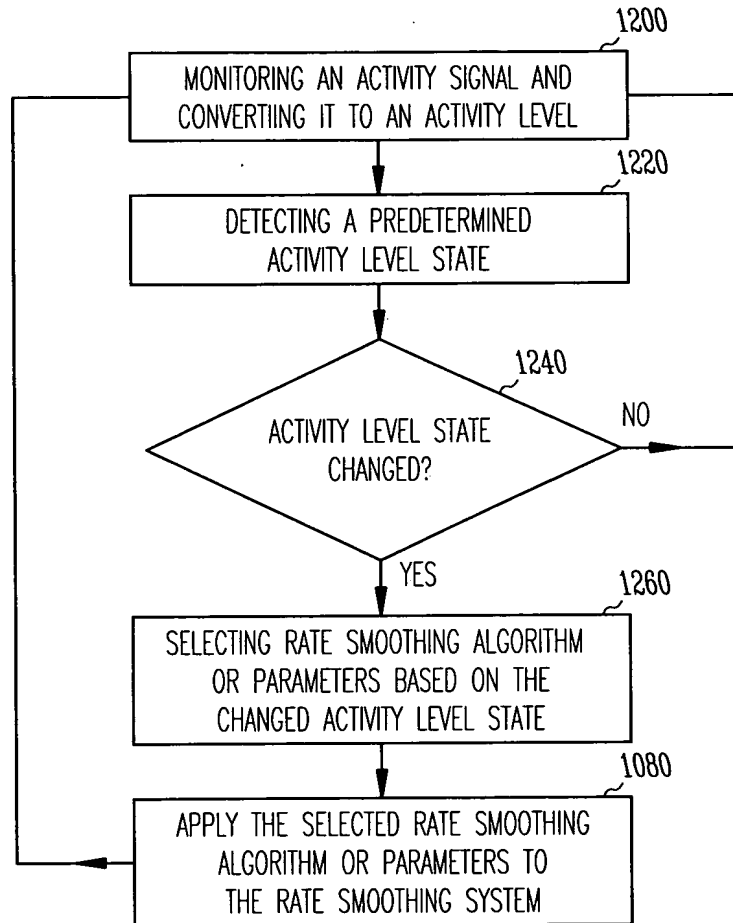 1200
MONITORING AN ACTIVITY SIGNAL AND
CONVERTIING IT TO AN ACTIVITY LEVEL
1220
DETECTING A PREDETERMINED
ACTIVITY LEVEL STATE
1240
ACTIVITY LEVEL STATE
CHANGED?
NO
YES
1260
SELECTING RATE SMOOTHING ALGORITHM
OR PARAMETERS BASED ON THE
CHANGED ACTIVITY LEVEL STATE
1080
APPLY THE SELECTED RATE SMOOTHING
ALGORITHM OR PARAMETERS TO
THE RATE SMOOTHING SYSTEM